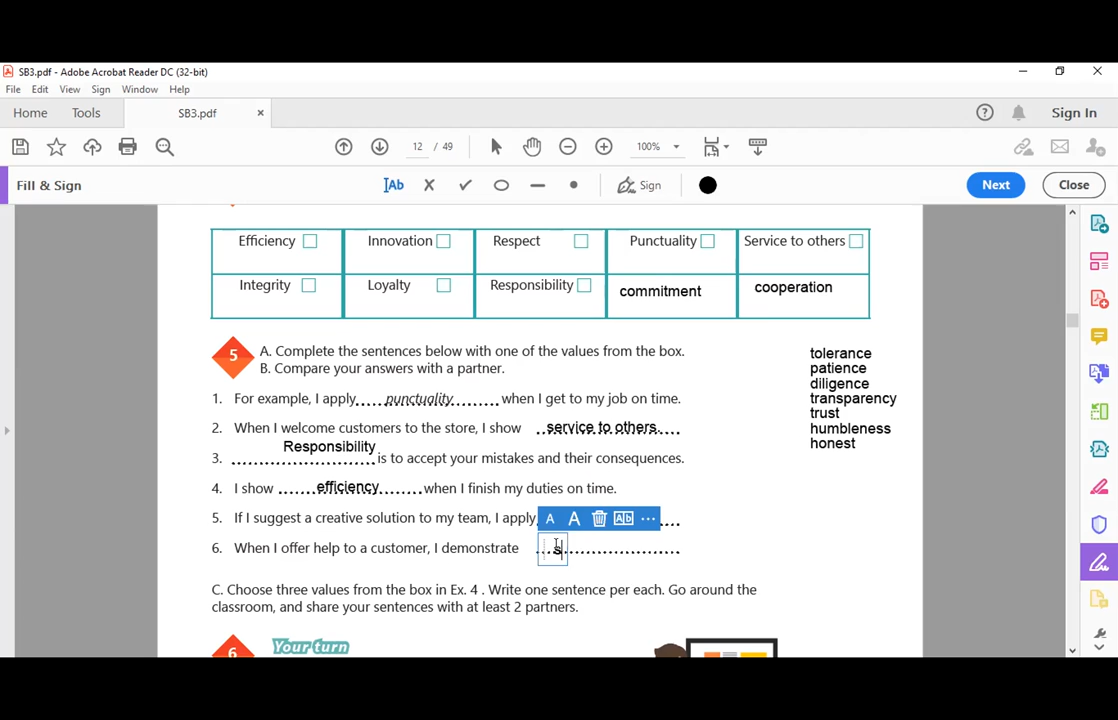 SB3.pdf - Adobe Acrobat Reader DC (32-bit)
File Edit View Sign Window Help
Home Tools SB3.pdf Sign In
12 / 49 100%
Fill & Sign Ab Sign Next Close
Efficiency Innovation Respect Punctuality Service to others
Integrity Loyalty Responsibility commitment cooperation
5 A. Complete the sentences below with one of the values from the box.
B. Compare your answers with a partner.
1. For example, I apply.....punctuality..........when I get to my job on time.
2. When I welcome customers to the store, I show ..service to others.....
3. Responsibility is to accept your mistakes and their consequences.
4. I show .......efficiency........when I finish my duties on time.
5. If I suggest a creative solution to my team, I apply
A A Ab ...
6. When I offer help to a customer, I demonstrate ...s......................
C. Choose three values from the box in Ex. 4 . Write one sentence per each. Go around the
classroom, and share your sentences with at least 2 partners.
6 Your turn
tolerance
patience
diligence
transparency
trust
humbleness
honest